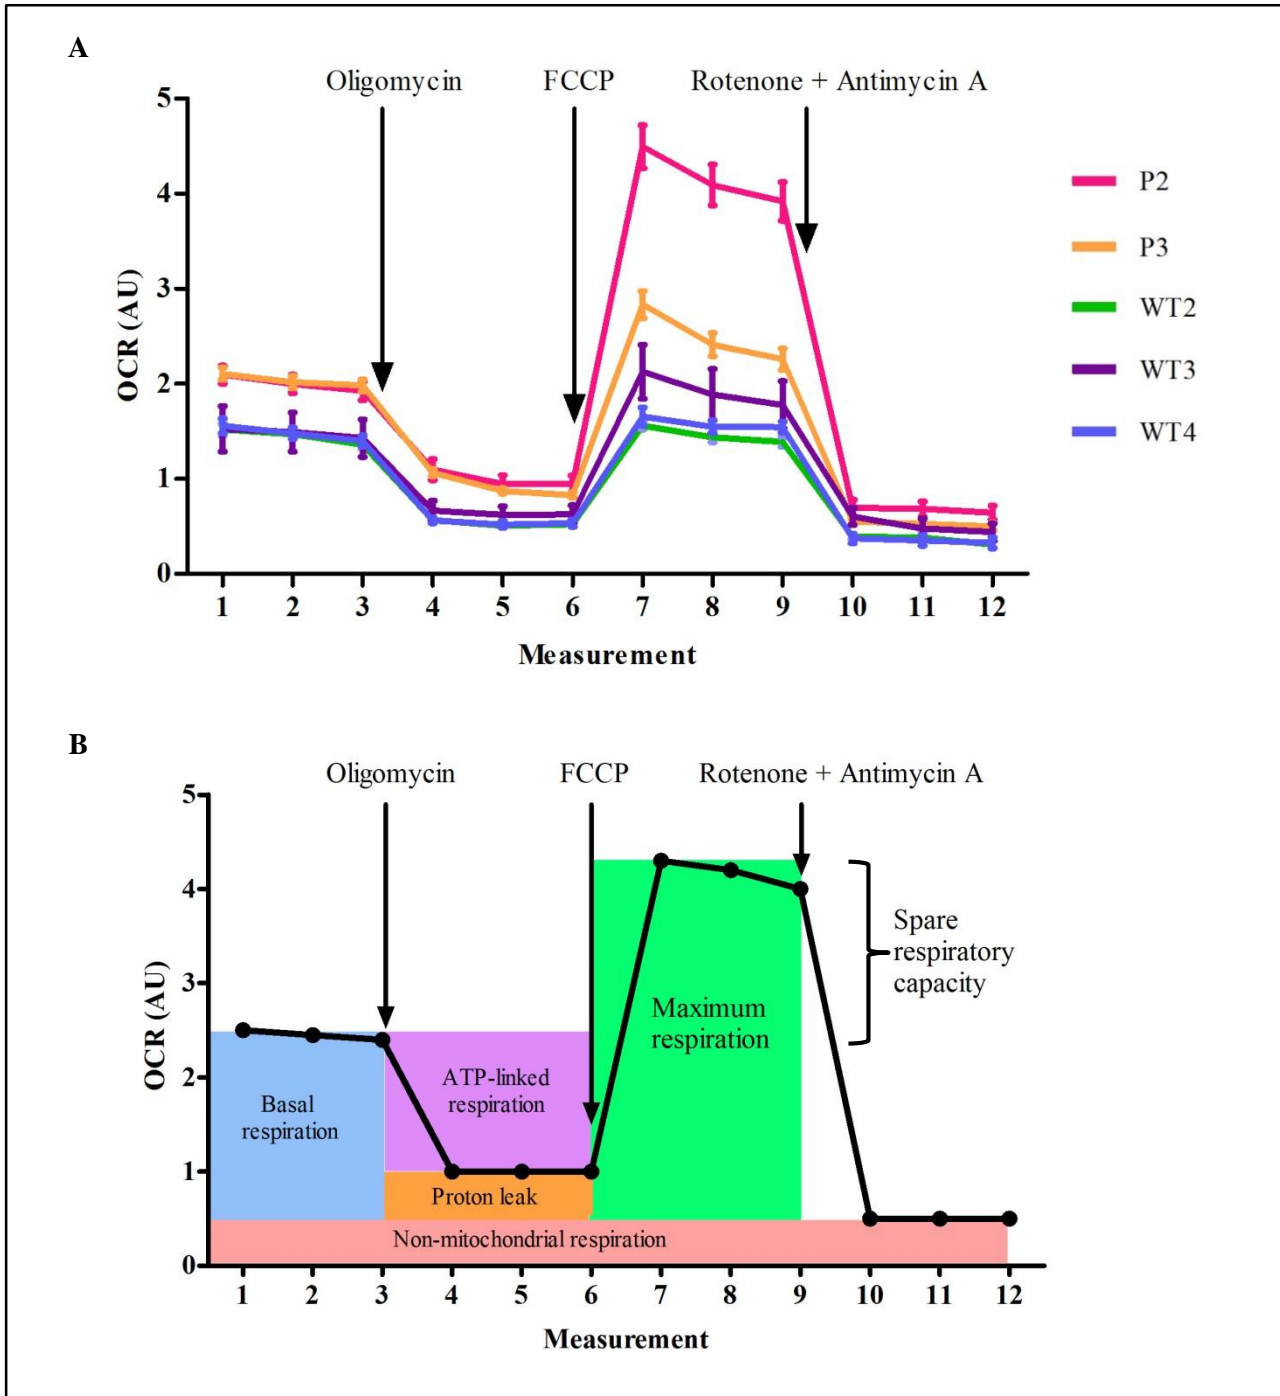 A
Oligomycin FCCP Rotenone + Antimycin A
5
4
3
2
1
0
OCR (AU)
1 2 3 4 5 6 7 8 9 10 11 12
Measurement
P2
P3
WT2
WT3
WT4
B
Oligomycin FCCP Rotenone + Antimycin A
5
4
3
2
1
0
OCR (AU)
Basal
respiration
ATP-linked
respiration
Proton leak
Maximum
respiration
Spare
respiratory
capacity
Non-mitochondrial respiration
1 2 3 4 5 6 7 8 9 10 11 12
Measurement